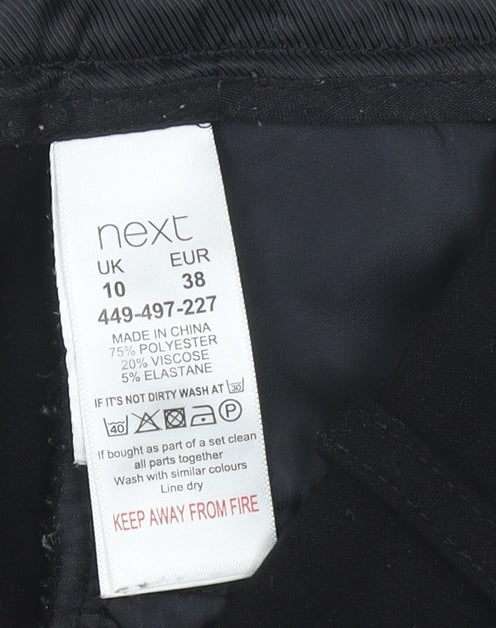 next
UK EUR
10 38
449-497-227
MADE IN CHINA
75% POLYESTER
20% VISCOSE
5% ELASTANE
IF IT'S NOT DIRTY WASH AT 30
40 P
If bought as part of a set clean
all parts together
Wash with similar colours
Line dry
KEEP AWAY FROM FIRE